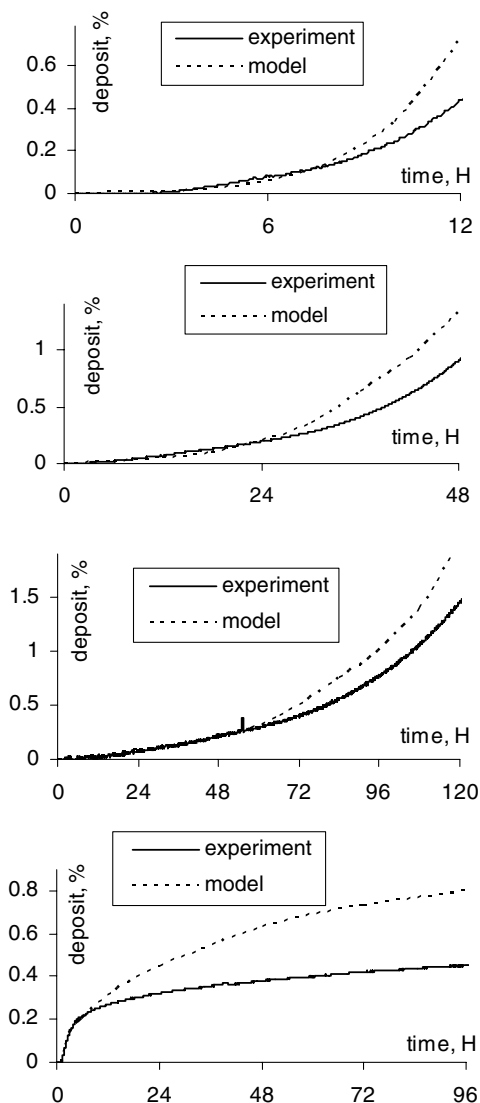 deposit, %
experiment
model
0.6
0.4
0.2
0
time, H
0
6
12
deposit, %
experiment
model
1
0.5
0
time, H
0
24
48
deposit, %
experiment
model
1.5
1
0.5
0
time, H
0
24
48
72
96
120
deposit, %
experiment
model
0.8
0.6
0.4
0.2
0
time, H
0
24
48
72
96